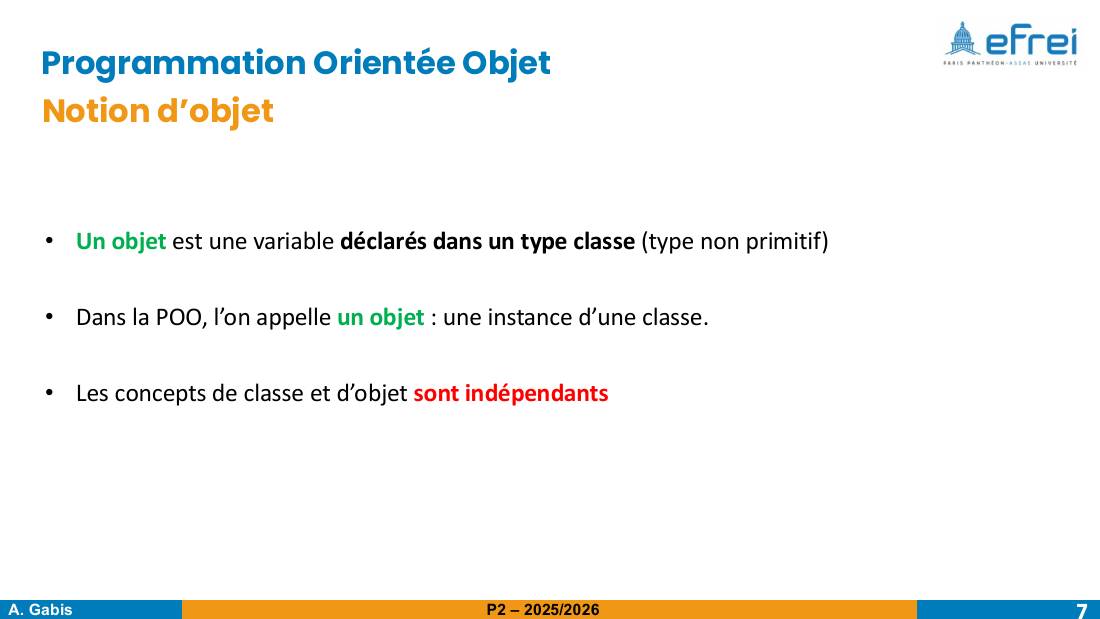 efrei
PARIS PANTHÉON-ASSAS UNIVERSITÉ
Programmation Orientée Objet
Notion d’objet
• Un objet est une variable déclarés dans un type classe (type non primitif)
• Dans la POO, l’on appelle un objet : une instance d’une classe.
• Les concepts de classe et d’objet sont indépendants
A. Gabis
P2 – 2025/2026
7